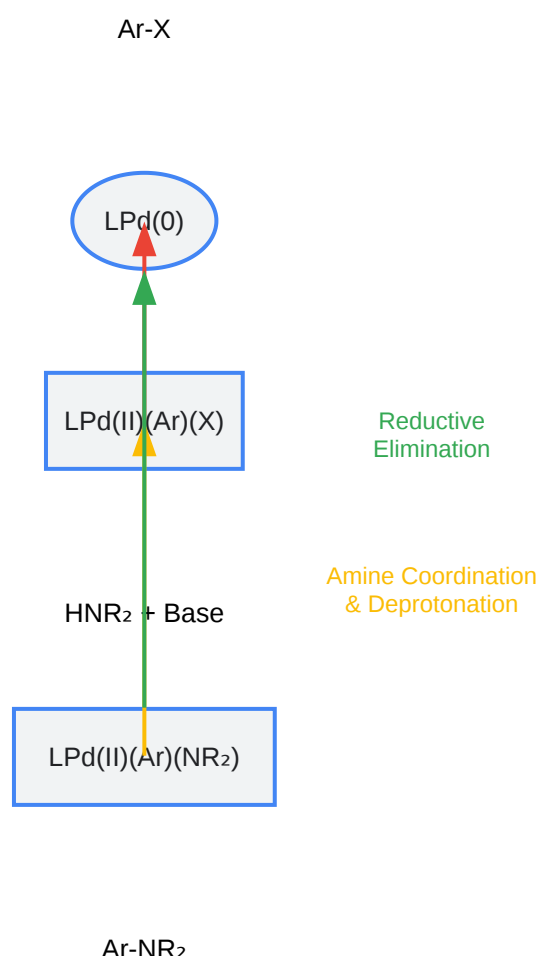 Ar-X
LPd(0)
LPd(II)(Ar)(X)
Reductive
Elimination
Amine Coordination
& Deprotonation
HNR₂ + Base
LPd(II)(Ar)(NR₂)
Ar-NR₂